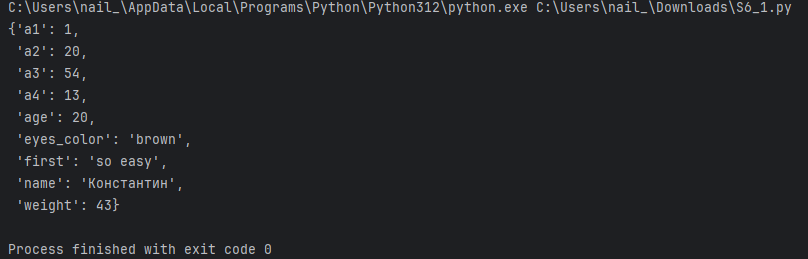 C:\Users\nail_\AppData\Local\Programs\Python\Python312\python.exe C:\Users\nail_\Downloads\S6_1.py
{'a1': 1,
 'a2': 20,
 'a3': 54,
 'a4': 13,
 'age': 20,
 'eyes_color': 'brown',
 'first': 'so easy',
 'name': 'Константин',
 'weight': 43}

Process finished with exit code 0